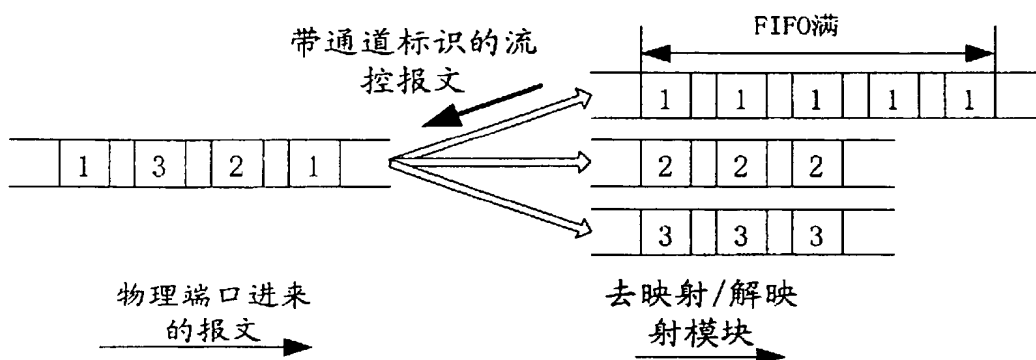 FIFO满
带通道标识的流
控报文
1 1 1 1 1
1 3 2 1
2 2 2
3 3 3
物理端口进来
的报文
去映射/解映
射模块